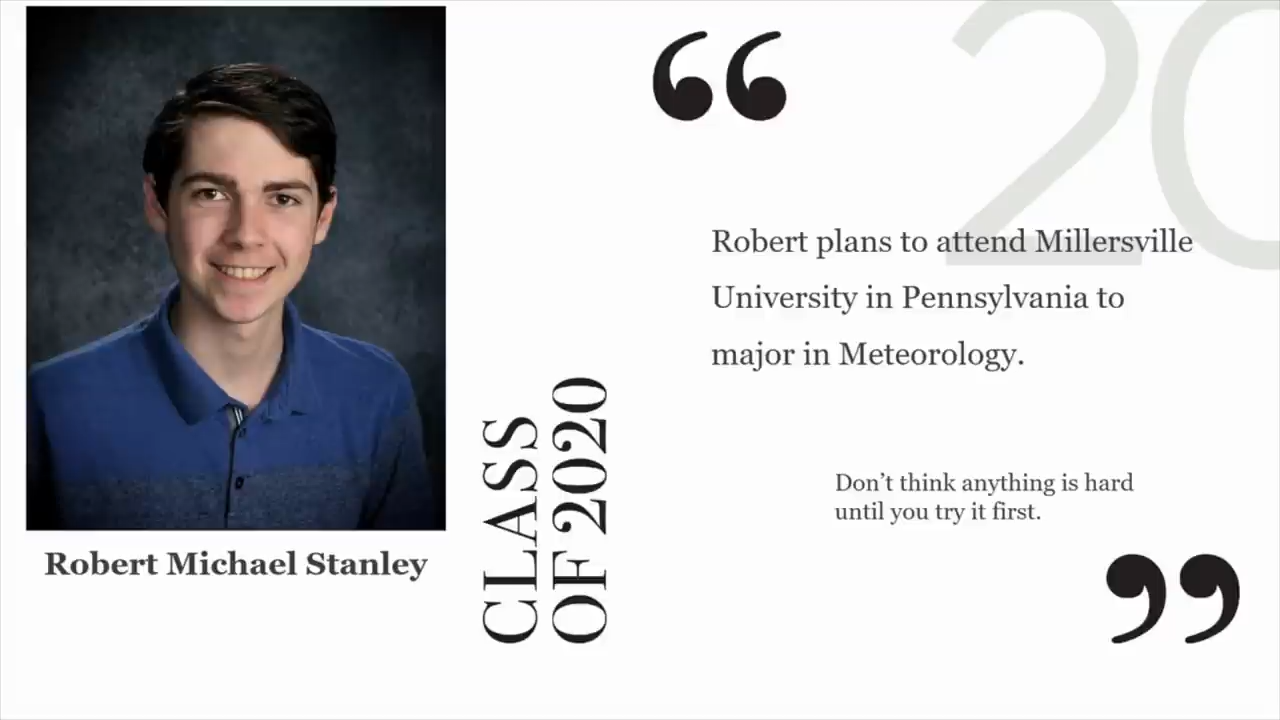 20
Robert plans to attend Millersville
University in Pennsylvania to
major in Meteorology.
Don’t think anything is hard
until you try it first.
CLASS
OF 2020
Robert Michael Stanley